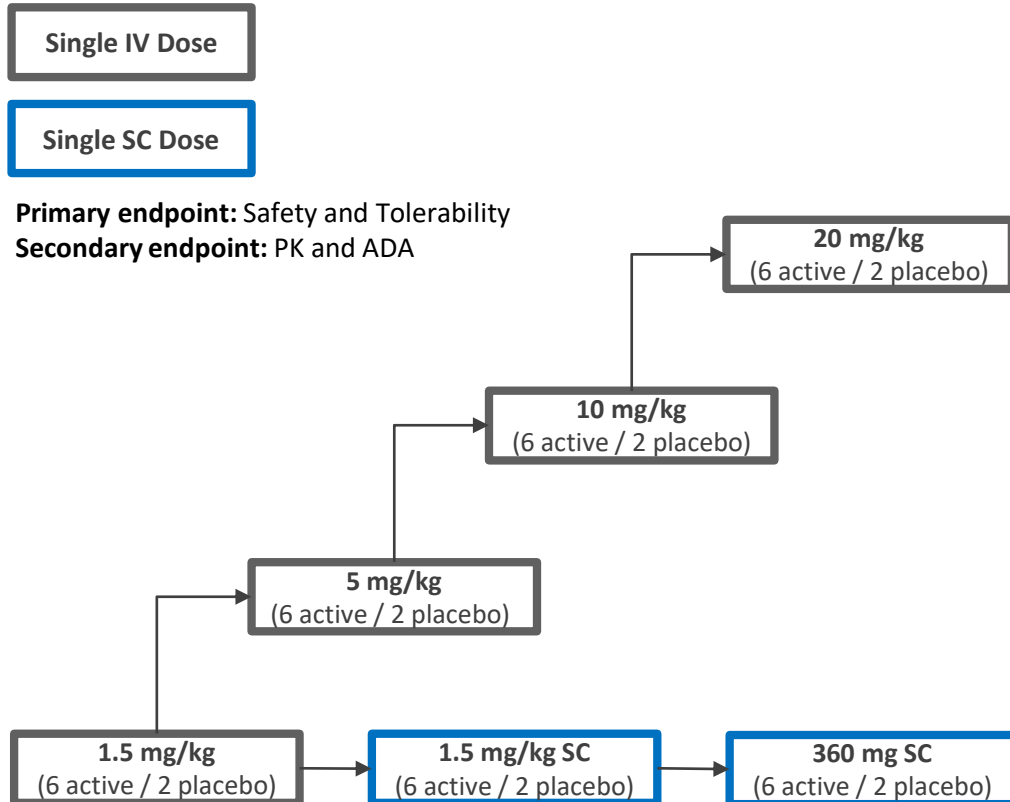 Single IV Dose
Single SC Dose
Primary endpoint: Safety and Tolerability
Secondary endpoint: PK and ADA
20 mg/kg
(6 active / 2 placebo)
10 mg/kg
(6 active / 2 placebo)
5 mg/kg
(6 active / 2 placebo)
1.5 mg/kg
(6 active / 2 placebo)
1.5 mg/kg SC
(6 active / 2 placebo)
360 mg SC
(6 active / 2 placebo)